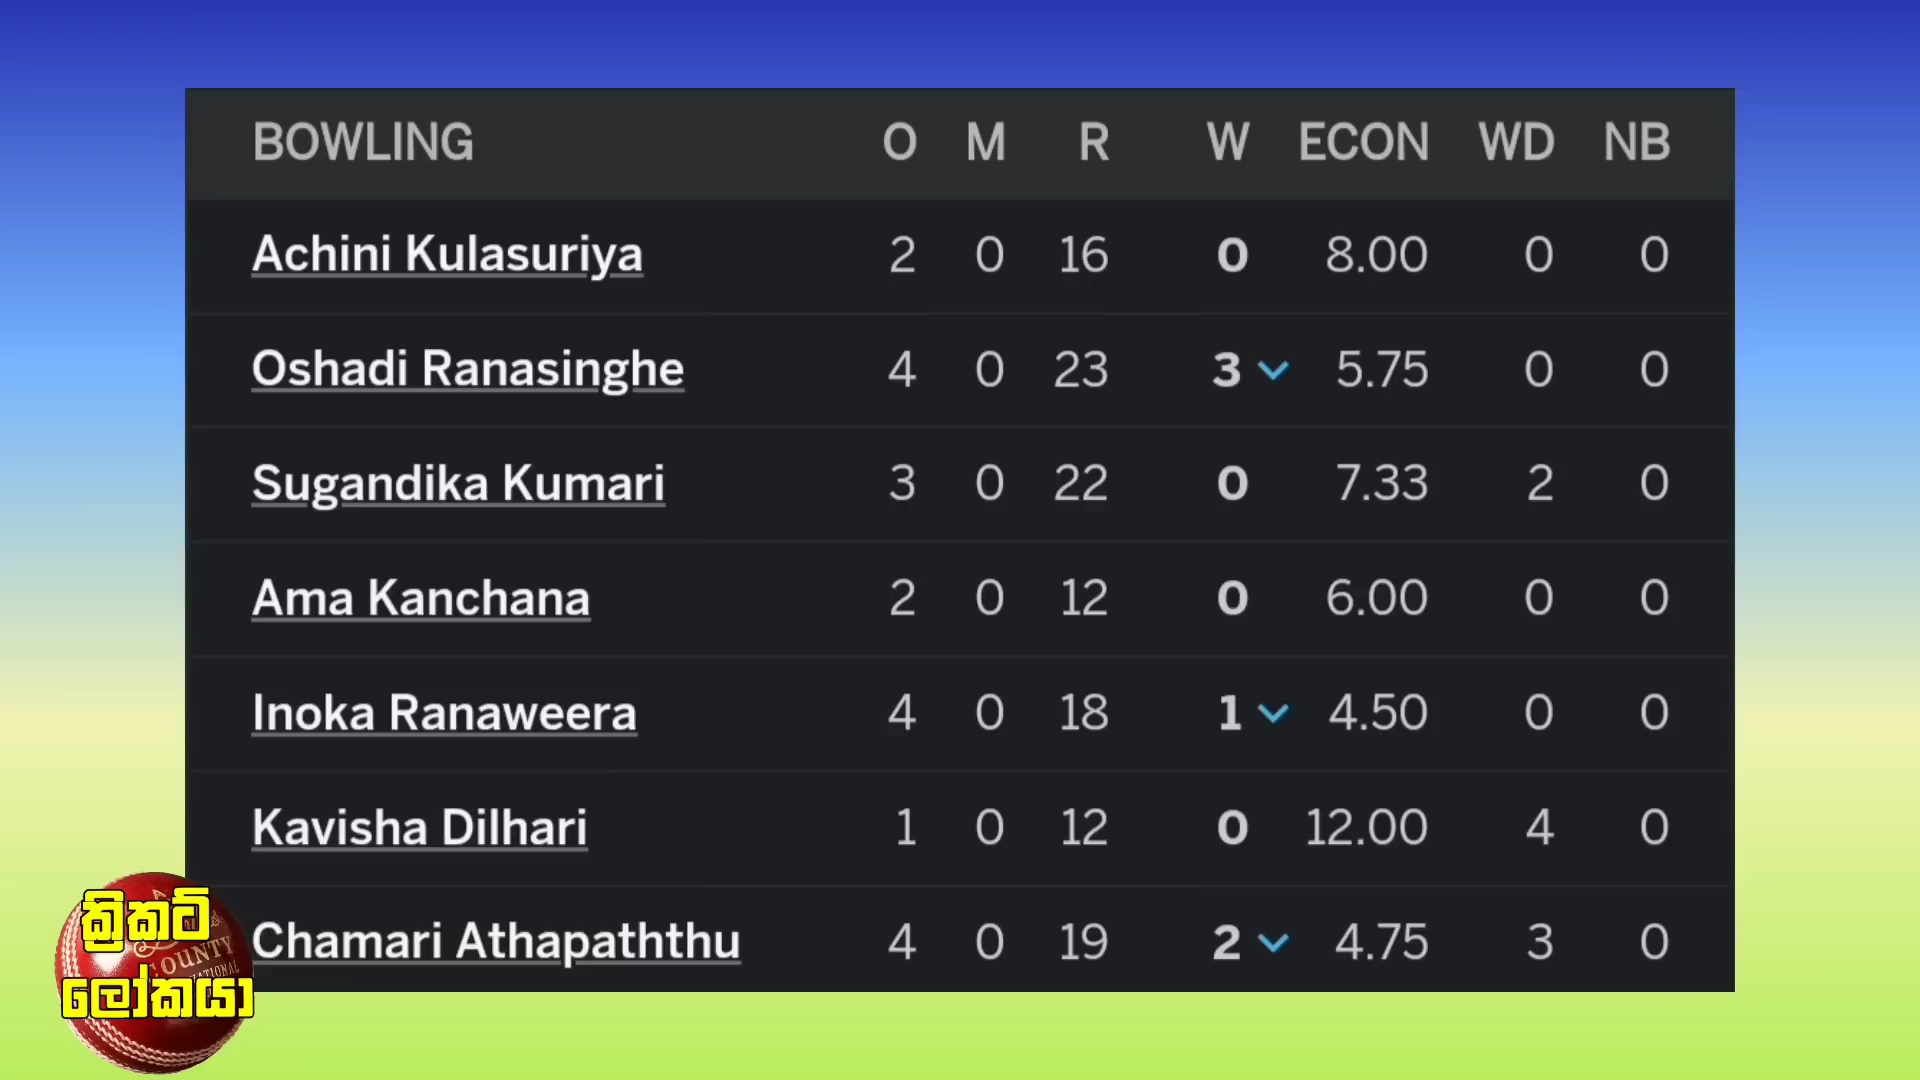 BOWLING O M R W ECON WD NB
Achini Kulasuriya 2 0 16 0 8.00 0 0
Oshadi Ranasinghe 4 0 23 3 5.75 0 0
Sugandika Kumari 3 0 22 0 7.33 2 0
Ama Kanchana 2 0 12 0 6.00 0 0
Inoka Ranaweera 4 0 18 1 4.50 0 0
Kavisha Dilhari 1 0 12 0 12.00 4 0
Chamari Athapaththu 4 0 19 2 4.75 3 0
ක්‍රිකට්
ලෝකයා
COUNTY